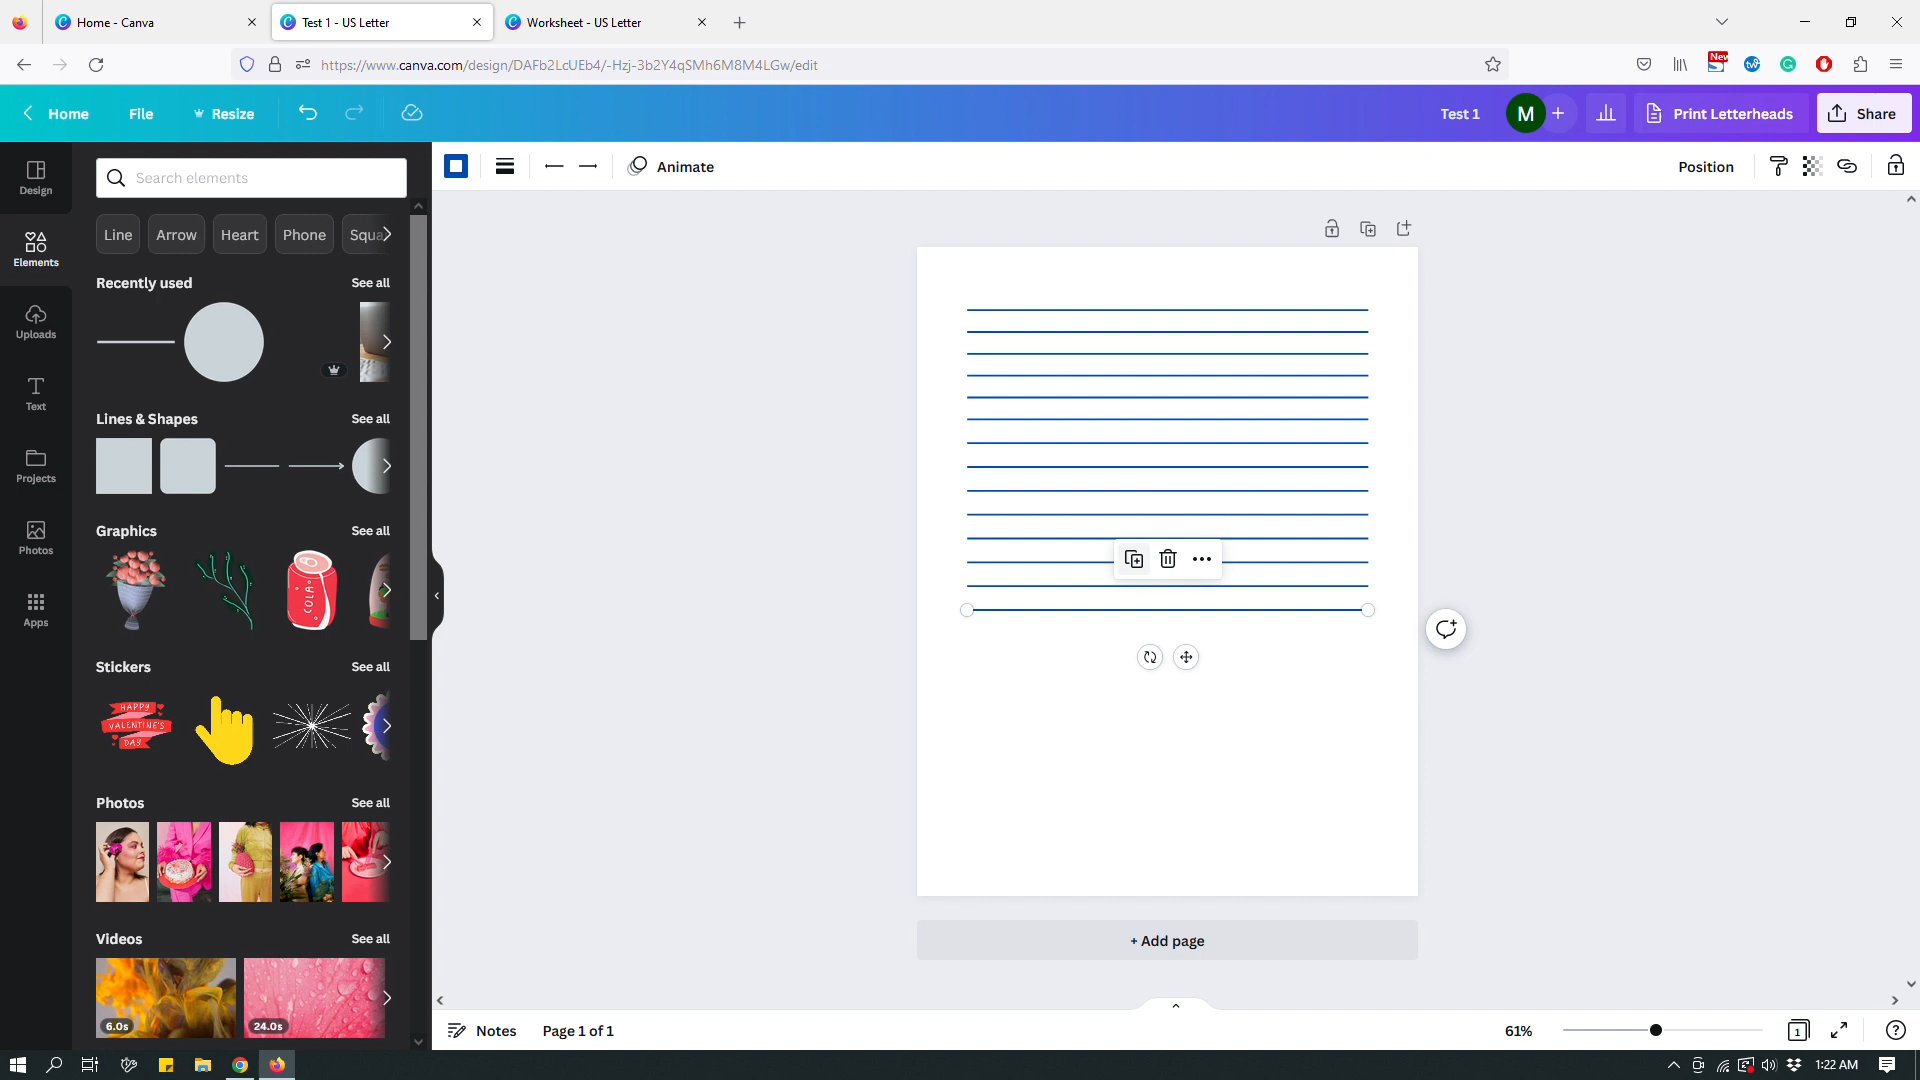 Home - Canva
Test 1 - US Letter
Worksheet - US Letter
https://www.canva.com/design/DAFb2LcUEb4/-Hzj-3b2Y4qSMh6M8M4LGw/edit
New
Home
File
Resize
Test 1
M
Print Letterheads
Share
Design
Elements
Uploads
Text
Projects
Photos
Apps
Search elements
Line
Arrow
Heart
Phone
Squa
Recently used
See all
Lines & Shapes
See all
Graphics
See all
COLA
Stickers
See all
HAPPY
VALENTINE'S
DAY
Photos
See all
Videos
See all
6.0s
24.0s
Animate
Position
+ Add page
Notes
Page 1 of 1
61%
1
1:22 AM